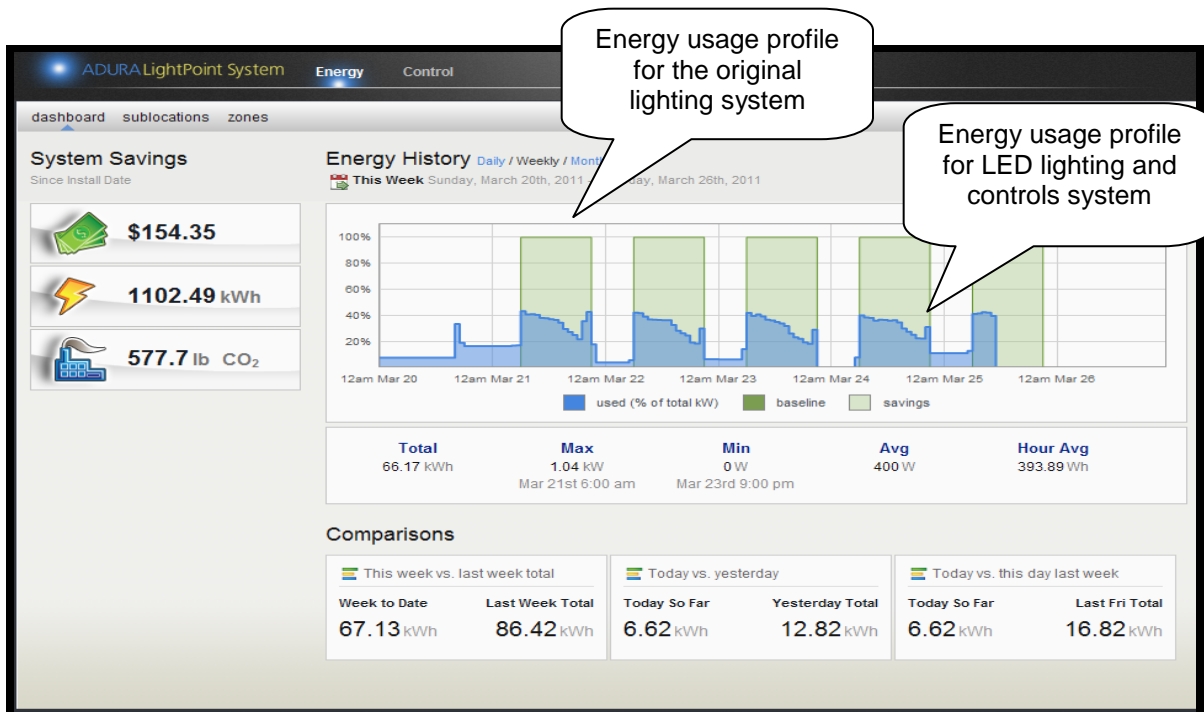 Energy usage profile
for the original
lighting system
ADURA LightPoint System Energy Control
dashboard sublocations zones
Energy usage profile
for LED lighting and
controls system
System Savings
Since Install Date
$154.35
1102.49 kWh
577.7 lb CO₂
Energy History Daily / Weekly /
This Week Sunday, March 20th, 2011 March 26th, 2011
100%
80%
60%
40%
20%
12am Mar 20 12am Mar 21 12am Mar 22 12am Mar 23 12am Mar 24 12am Mar 25 12am Mar 26
used (% of total kW) baseline savings
Total Max Min Avg Hour Avg
66.17 kWh 1.04 kW 0 W 400 W 393.89 Wh
Mar 21st 6:00 am Mar 23rd 9:00 pm
Comparisons
This week vs. last week total
Week to Date Last Week Total
67.13 kWh 86.42 kWh
Today vs. yesterday
Today So Far Yesterday Total
6.62 kWh 12.82 kWh
Today vs. this day last week
Today So Far Last Fri Total
6.62 kWh 16.82 kWh